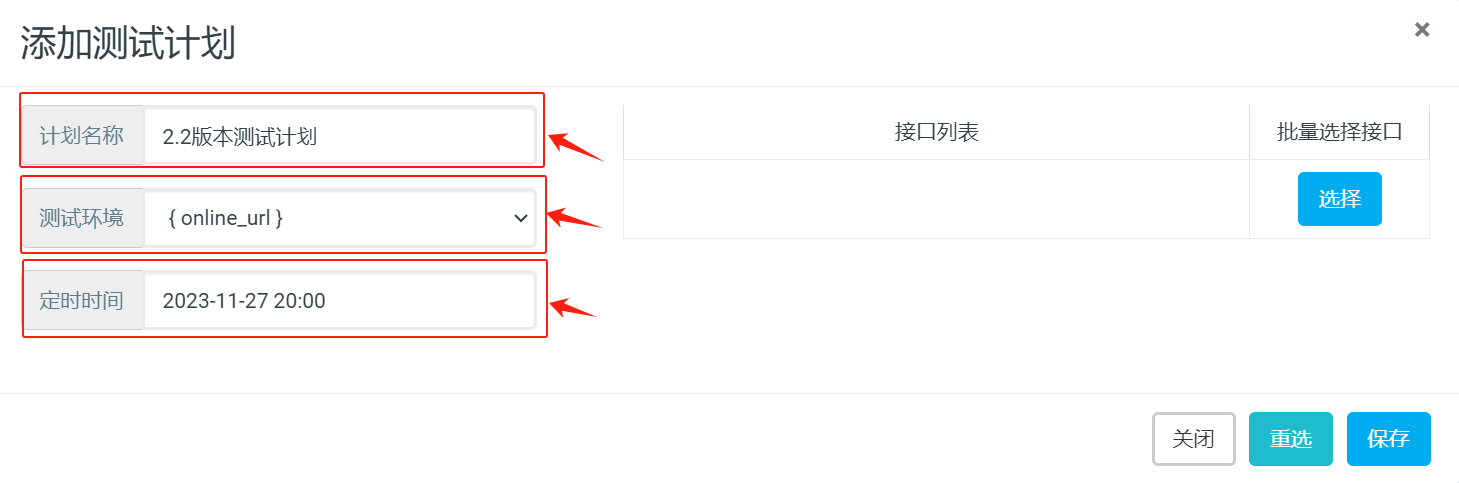 添加测试计划
×
计划名称 2.2版本测试计划
测试环境 { online_url }
定时时间 2023-11-27 20:00
接口列表 批量选择接口
选择
关闭 重选 保存